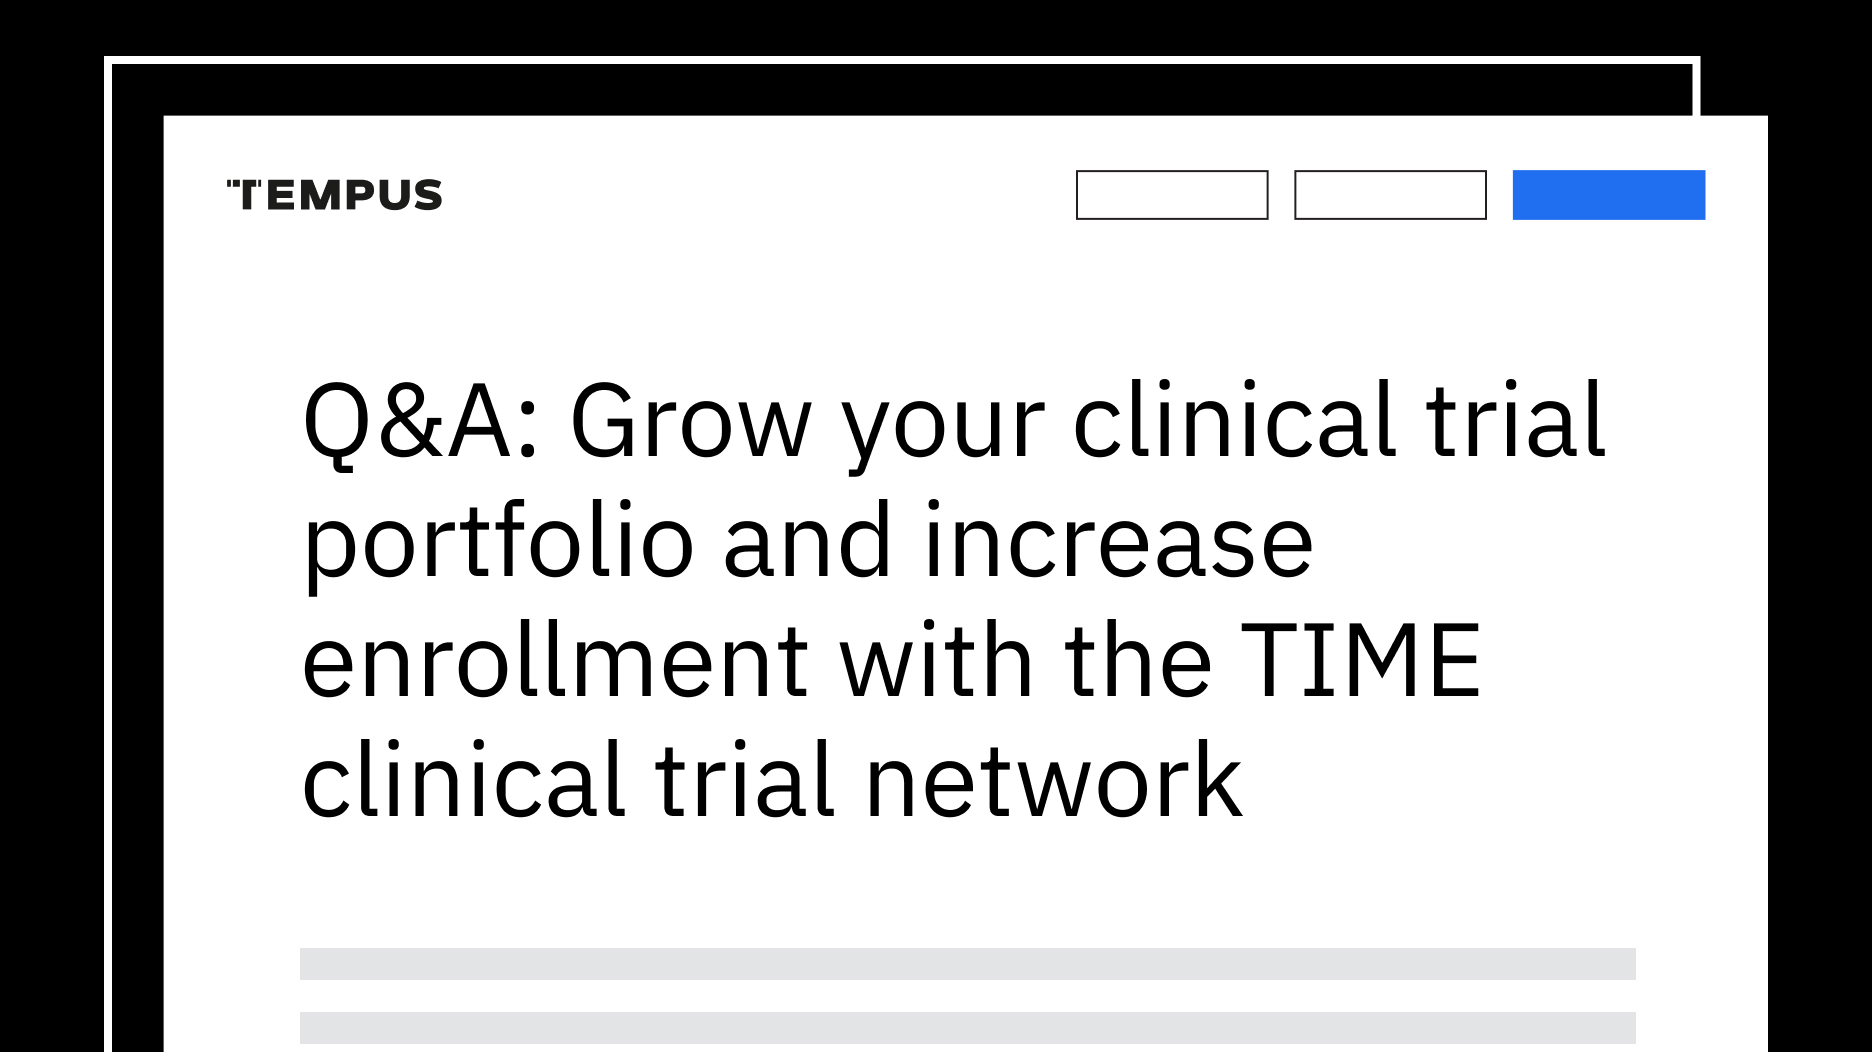 TEMPUS
Q&A: Grow your clinical trial
portfolio and increase
enrollment with the TIME
clinical trial network